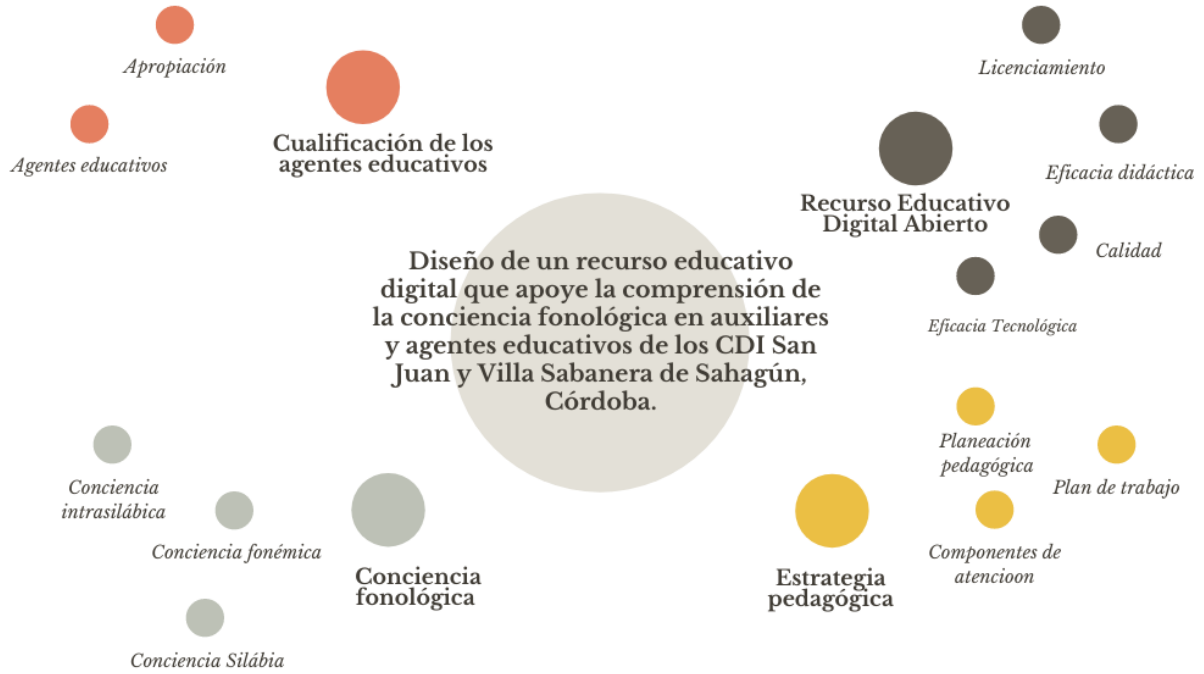 Apropiación
Agentes educativos
Cualificación de los
agentes educativos
Licenciamiento
Eficacia didáctica
Recurso Educativo
Digital Abierto
Calidad
Eficacia Tecnológica
Diseño de un recurso educativo
digital que apoye la comprensión de
la conciencia fonológica en auxiliares
y agentes educativos de los CDI San
Juan y Villa Sabanera de Sahagún,
Córdoba.
Conciencia
intrasilábica
Conciencia fonémica
Conciencia Silábia
Conciencia
fonológica
Planeación
pedagógica
Plan de trabajo
Componentes de
atencioon
Estrategia
pedagógica